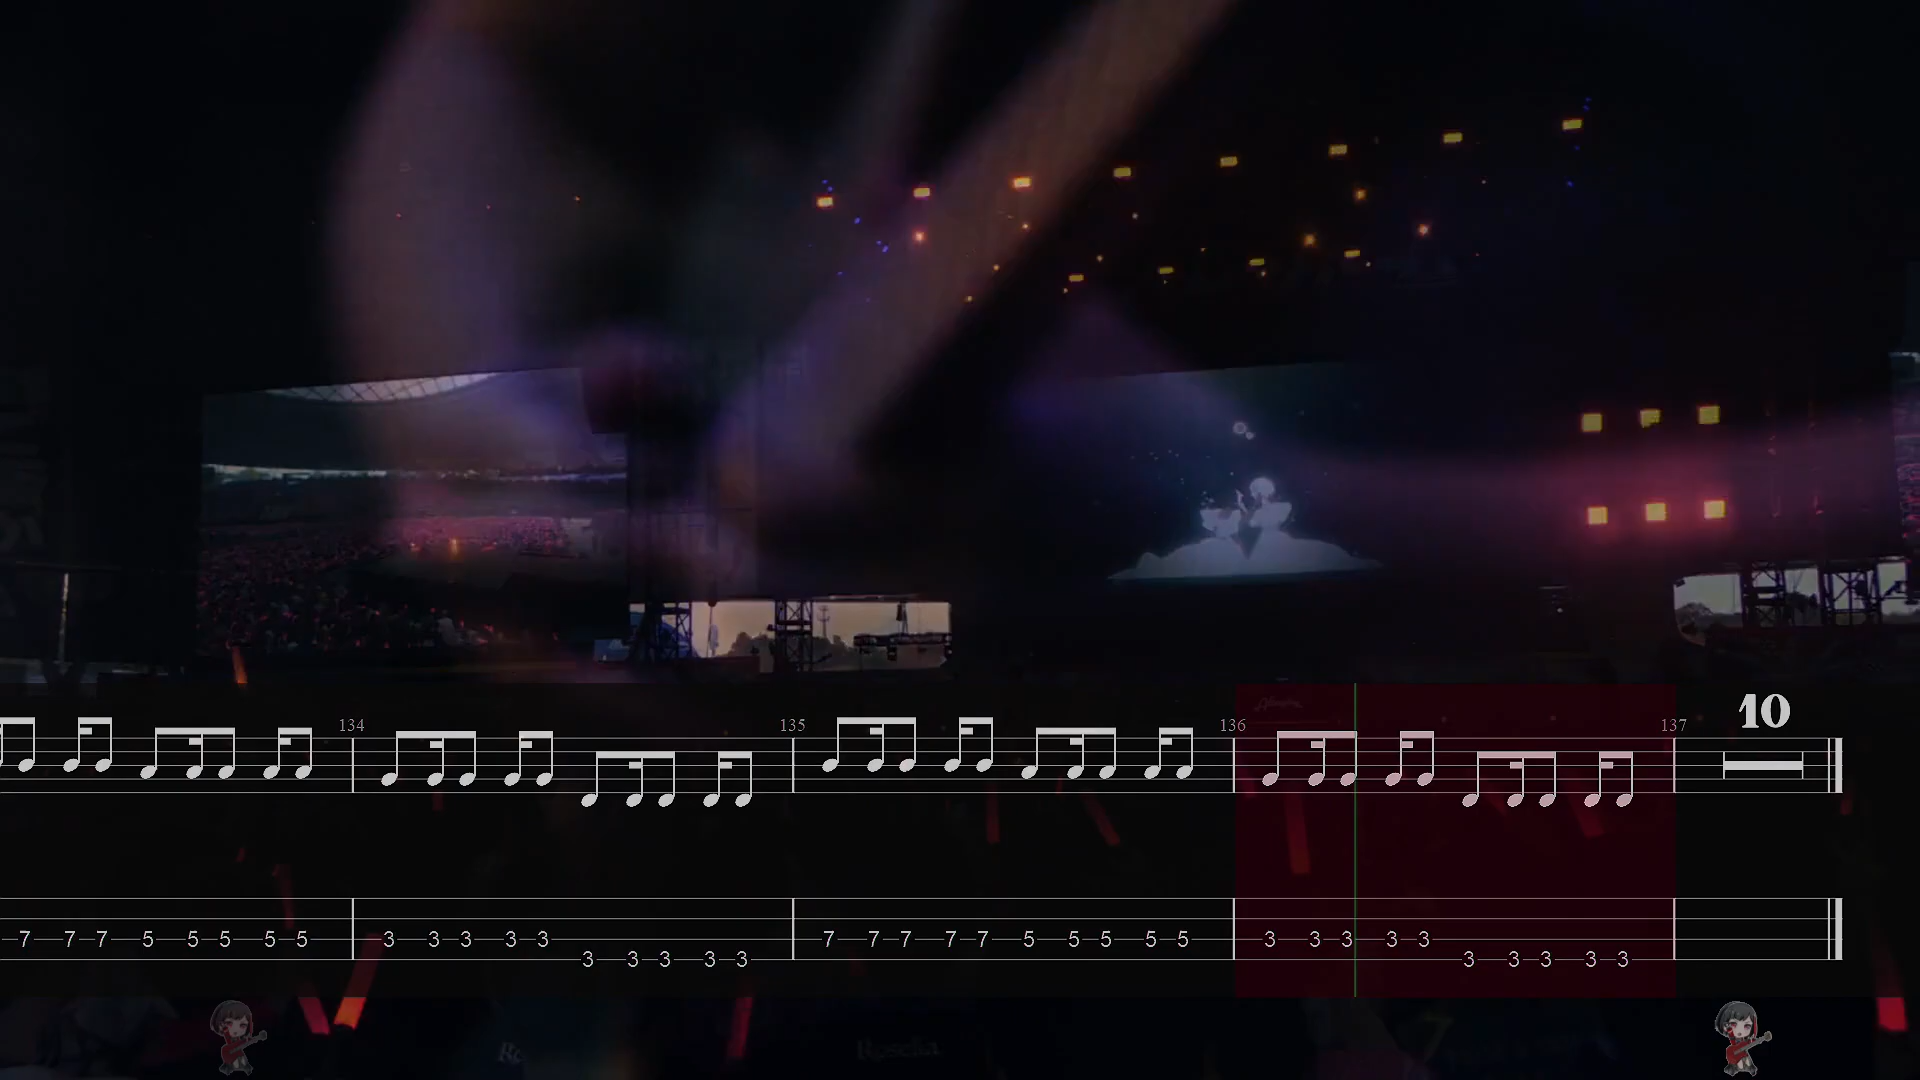 134 135 136 137 10
7 7 7 5 5 5 5 5 3 3 3 3 3 7 7 7 7 7 5 5 5 5 5 3 3 3 3 3
3 3 3 3 3 3 3 3 3 3
Roselia